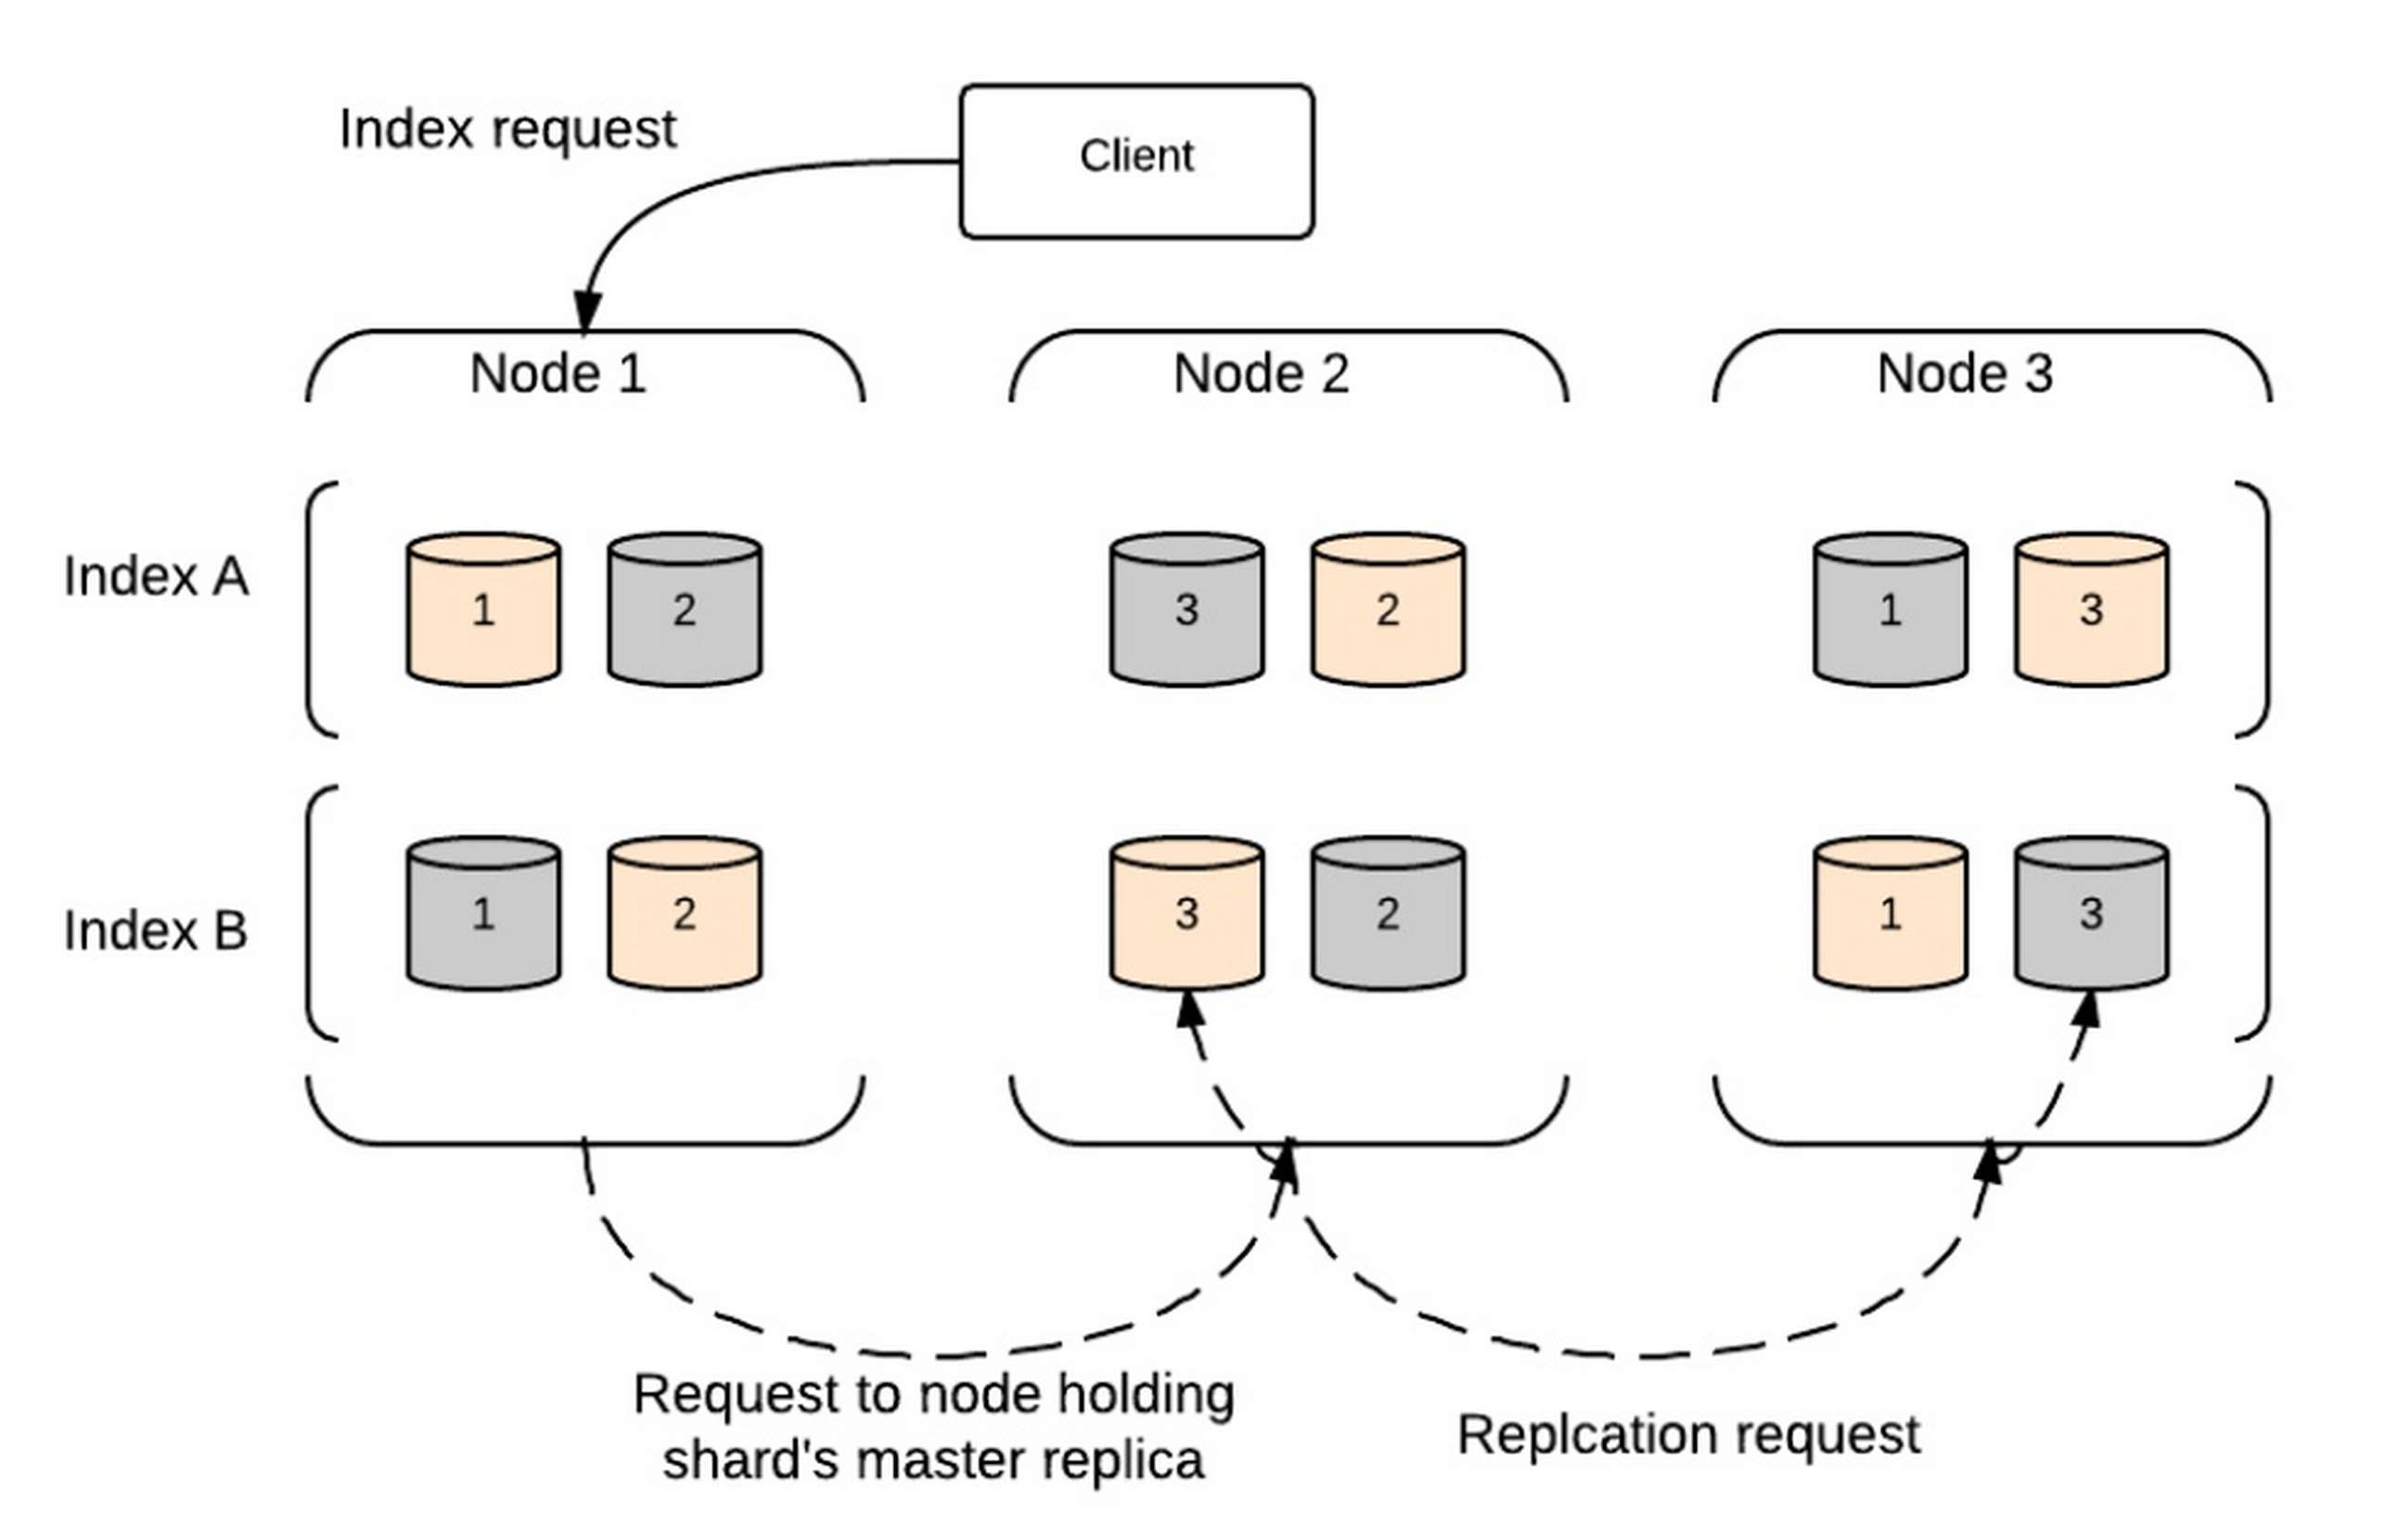 Index request
Client
Node 1
Node 2
Node 3
Index A
1
2
3
2
1
3
Index B
1
2
3
2
1
3
Request to node holding
shard's master replica
Replcation request